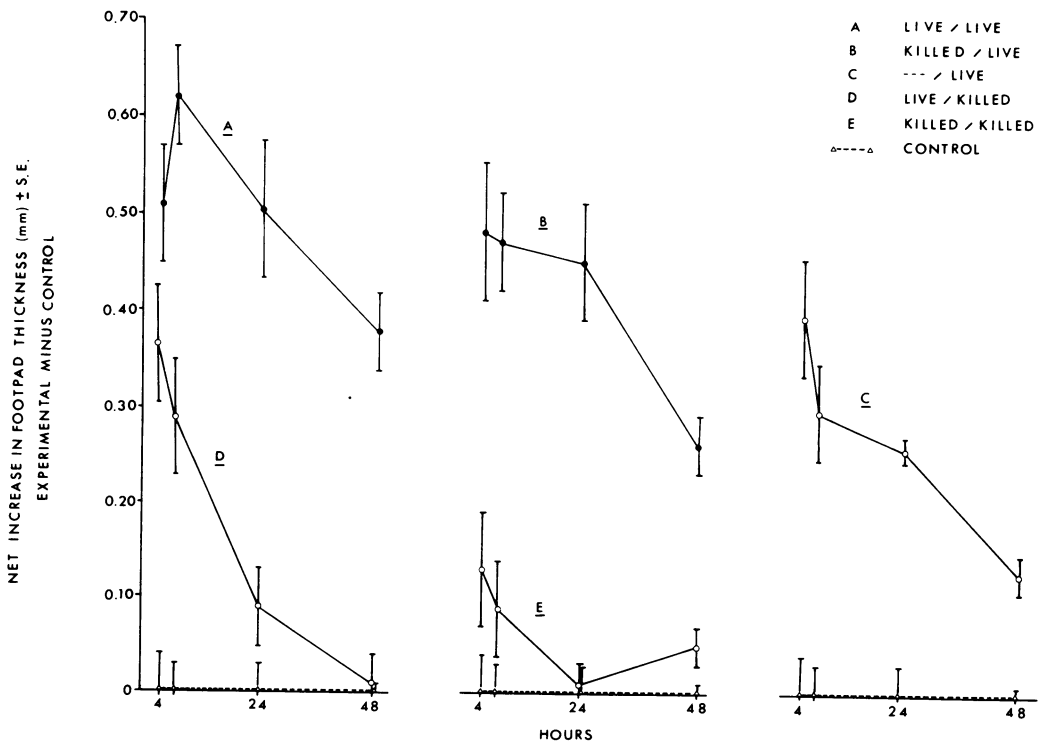 0.70
0.60
0.50
0.40
0.30
0.20
0.10
0
NET INCREASE IN FOOTPAD THICKNESS (mm) ± S.E.
EXPERIMENTAL MINUS CONTROL
A LIVE / LIVE
B KILLED / LIVE
C --- / LIVE
D LIVE / KILLED
E KILLED / KILLED
CONTROL
A
B
C
D
E
4 24 48
4 24 48
4 24 48
HOURS